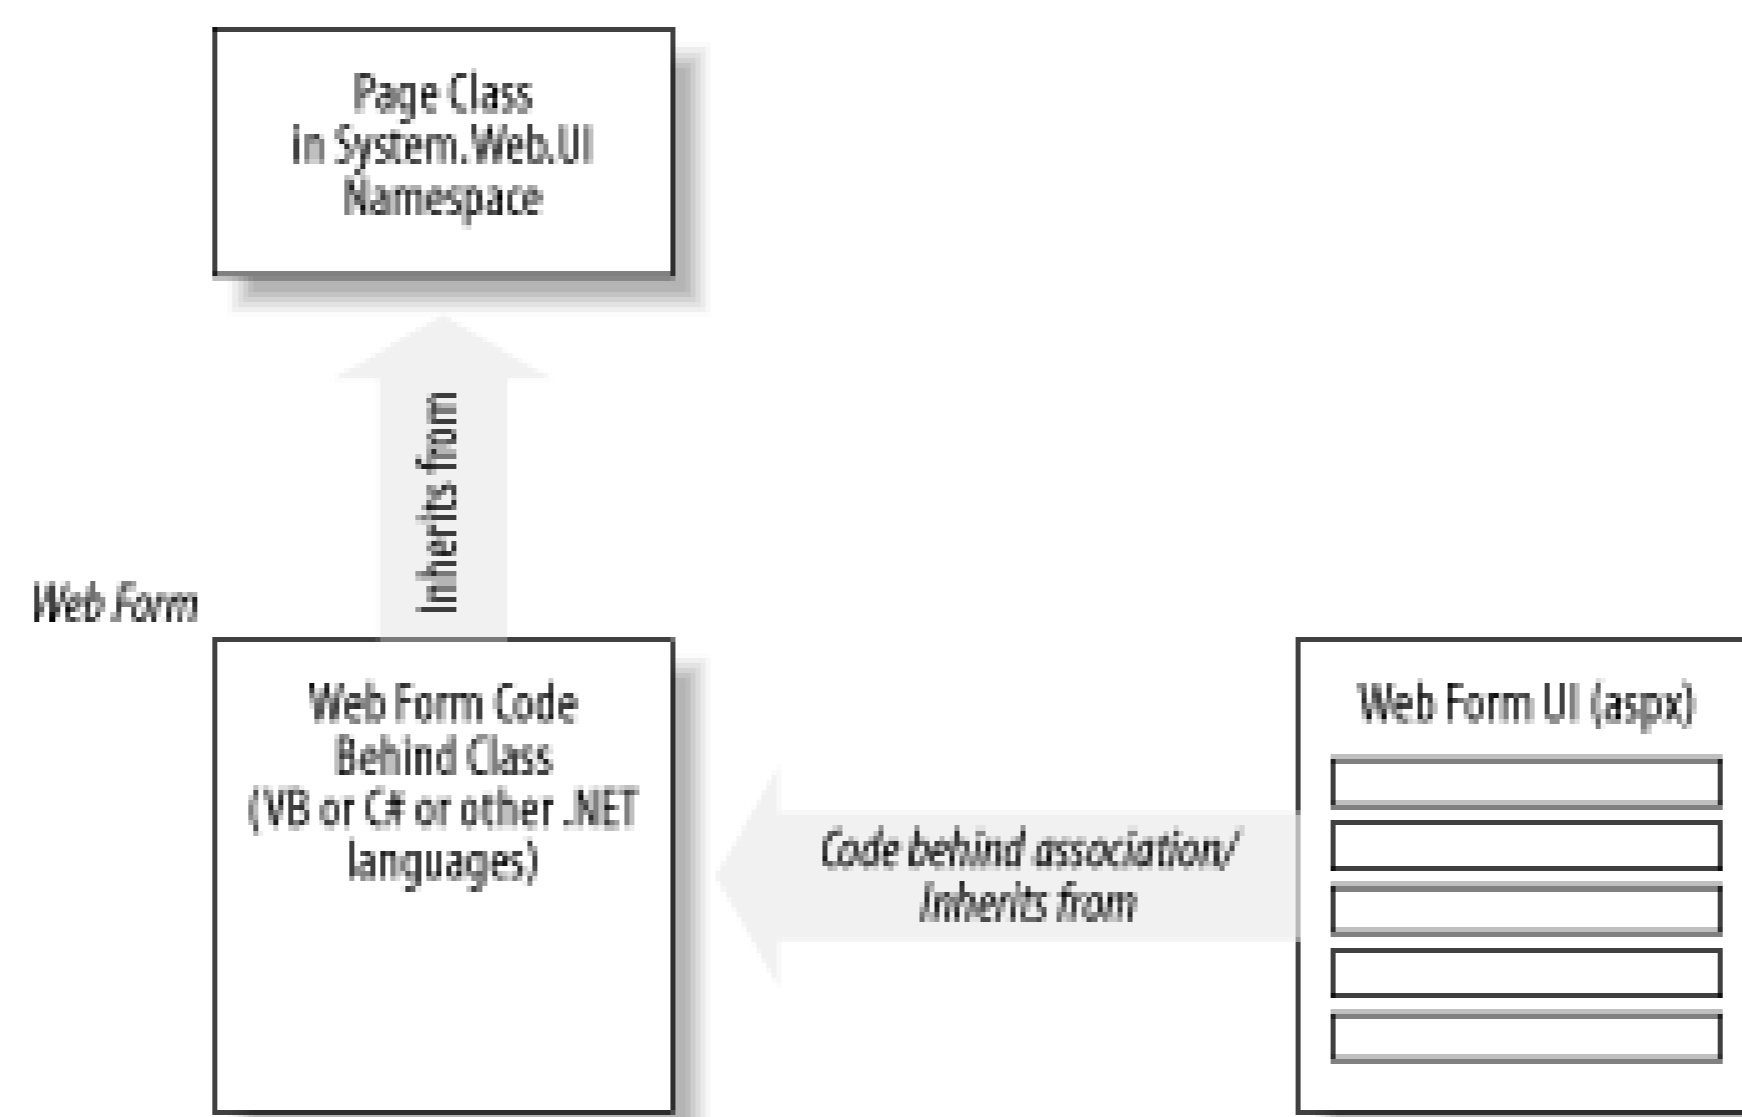 Page Class
in System.Web.UI
Namespace
Inherits from
Web Form
Web Form Code
Behind Class
(VB or C# or other .NET
languages)
Code behind association/
Inherits from
Web Form UI (aspx)